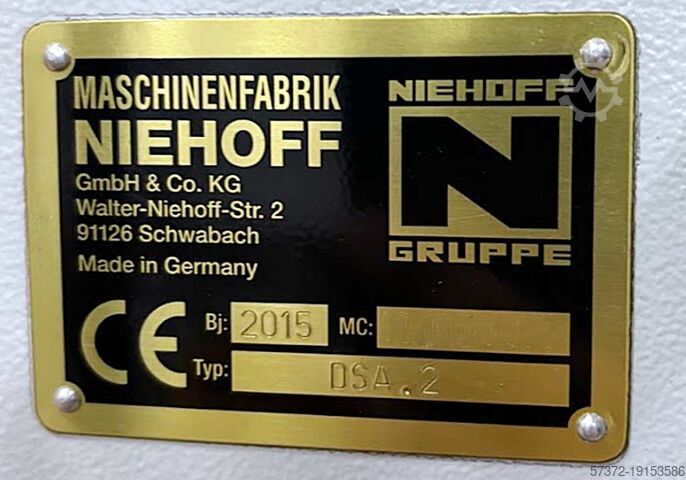 MASCHINENFABRIK
NIEHOFF
GmbH & Co. KG
Walter-Niehoff-Str. 2
91126 Schwabach
Made in Germany
NIEHOFF
N
GRUPPE
CE
Bj: 2015 MC:
Typ: DSA.2
57372-19153586